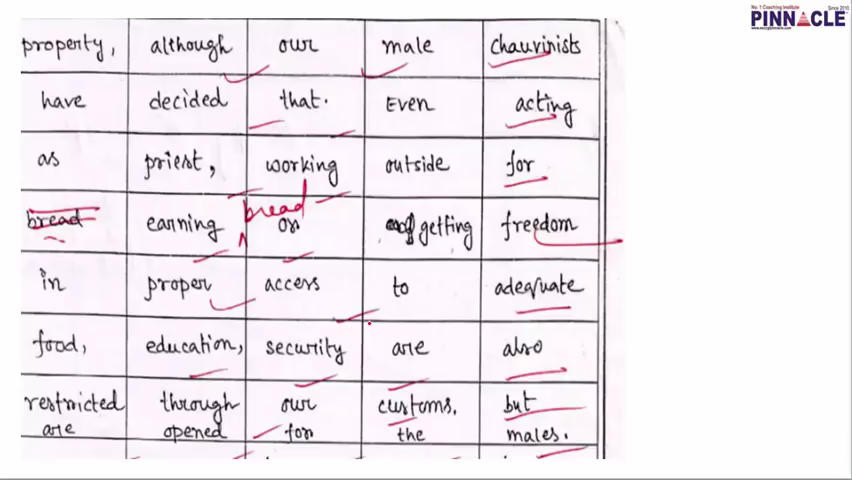 No. 1 Coaching Institute Since 2010
PINNACLE
property, although our male chauvinists
have decided that. Even acting
as priest, working outside for
bread
bread earning or getting freedom
in proper access to adequate
food, education, security are also
restricted through our customs, but
are opened for the males.